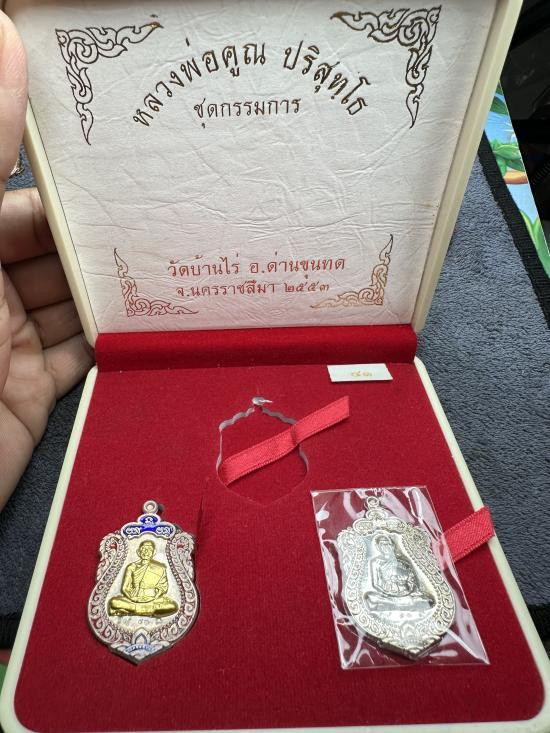 หลวงพ่อคูณ ปริสุทฺโธ
ชุดกรรมการ
วัดบ้านไร่ อ.ด่านขุนทด
จ.นครราชสีมา ๒๕๕๓